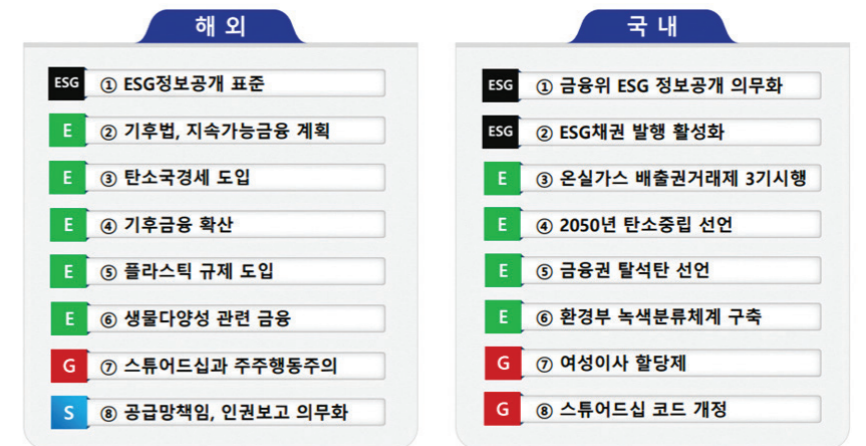 해 외
ESG ① ESG정보공개 표준
E ② 기후법, 지속가능금융 계획
E ③ 탄소국경세 도입
E ④ 기후금융 확산
E ⑤ 플라스틱 규제 도입
E ⑥ 생물다양성 관련 금융
G ⑦ 스튜어드십과 주주행동주의
S ⑧ 공급망책임, 인권보고 의무화
국 내
ESG ① 금융위 ESG 정보공개 의무화
ESG ② ESG채권 발행 활성화
E ③ 온실가스 배출권거래제 3기시행
E ④ 2050년 탄소중립 선언
E ⑤ 금융권 탈석탄 선언
E ⑥ 환경부 녹색분류체계 구축
G ⑦ 여성이사 할당제
G ⑧ 스튜어드십 코드 개정